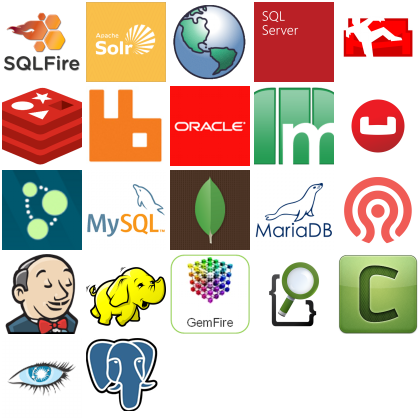 SQLFire
Apache
Solr
SQL
Server
ORACLE
m
MySQL
MariaDB
GemFire
C